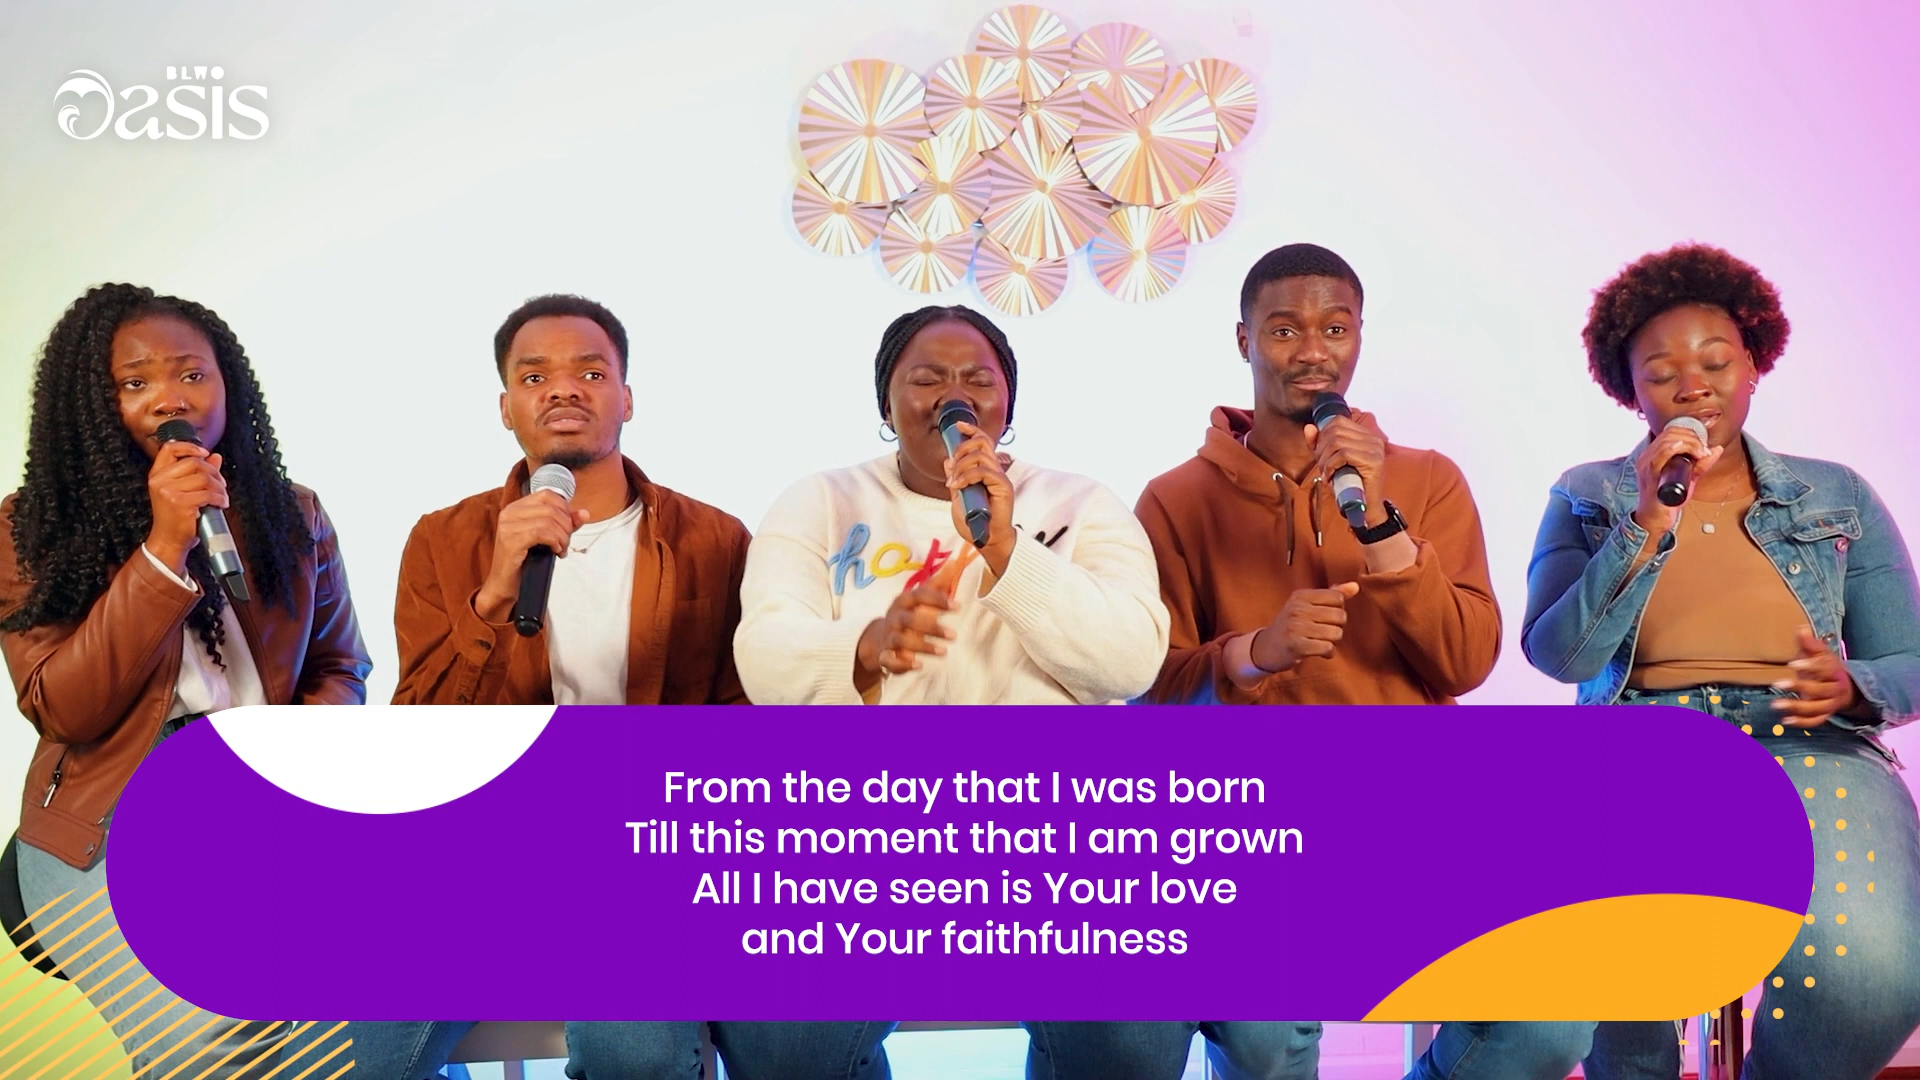 BLWO
Oasis
From the day that I was born
Till this moment that I am grown
All I have seen is Your love
and Your faithfulness